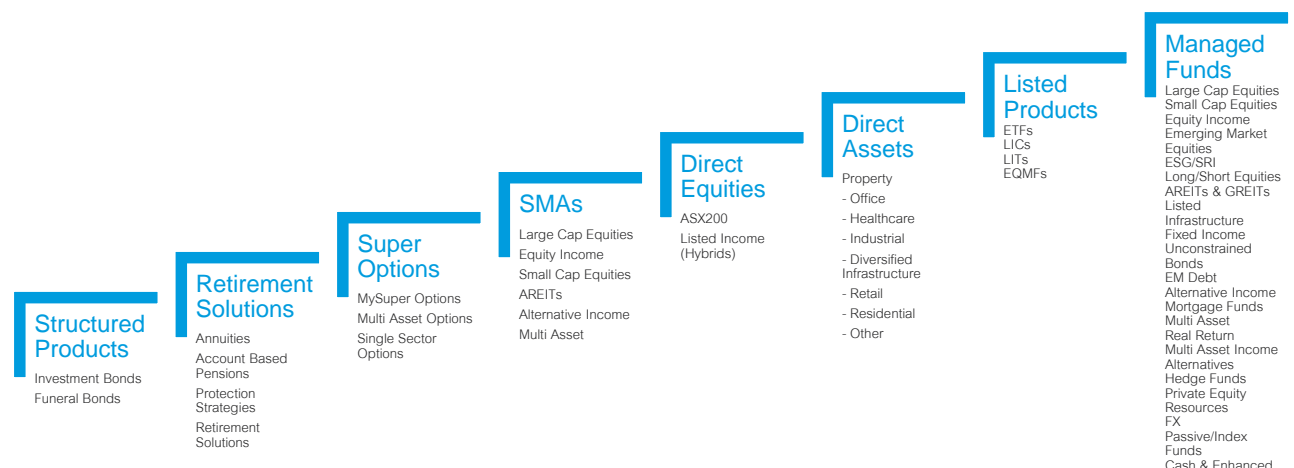 Structured
Products
Investment Bonds
Funeral Bonds
Retirement
Solutions
Annuities
Account Based
Pensions
Protection
Strategies
Retirement
Solutions
Super
Options
MySuper Options
Multi Asset Options
Single Sector
Options
SMAs
Large Cap Equities
Equity Income
Small Cap Equities
AREITs
Alternative Income
Multi Asset
Direct
Equities
ASX200
Listed Income
(Hybrids)
Direct
Assets
Property
- Office
- Healthcare
- Industrial
- Diversified
Infrastructure
- Retail
- Residential
- Other
Listed
Products
ETFs
LICs
LITs
EQMFs
Managed
Funds
Large Cap Equities
Small Cap Equities
Equity Income
Emerging Market
Equities
ESG/SRI
Long/Short Equities
AREITs & GREITs
Listed
Infrastructure
Fixed Income
Unconstrained
Bonds
EM Debt
Alternative Income
Mortgage Funds
Multi Asset
Real Return
Multi Asset Income
Alternatives
Hedge Funds
Private Equity
Resources
FX
Passive/Index
Funds
Cash & Enhanced